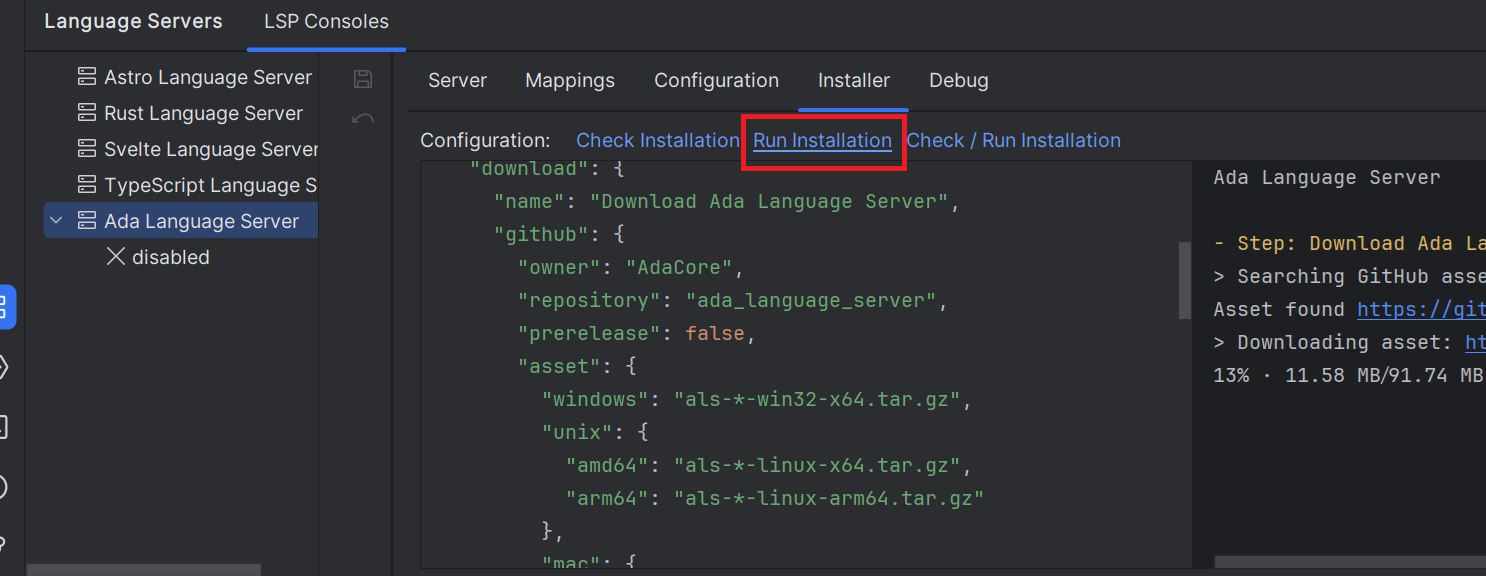 Language Servers LSP Consoles
Astro Language Server
Rust Language Server
Svelte Language Server
TypeScript Language S
Ada Language Server
disabled
Server Mappings Configuration Installer Debug
Configuration: Check Installation Run Installation Check / Run Installation
"download": {
"name": "Download Ada Language Server",
"github": {
"owner": "AdaCore",
"repository": "ada_language_server",
"prerelease": false,
"asset": {
"windows": "als-*-win32-x64.tar.gz",
"unix": {
"amd64": "als-*-linux-x64.tar.gz",
"arm64": "als-*-linux-arm64.tar.gz"
},
"mac": {
Ada Language Server
- Step: Download Ada La
> Searching GitHub asse
Asset found https://git
> Downloading asset: ht
13% · 11.58 MB/91.74 MB